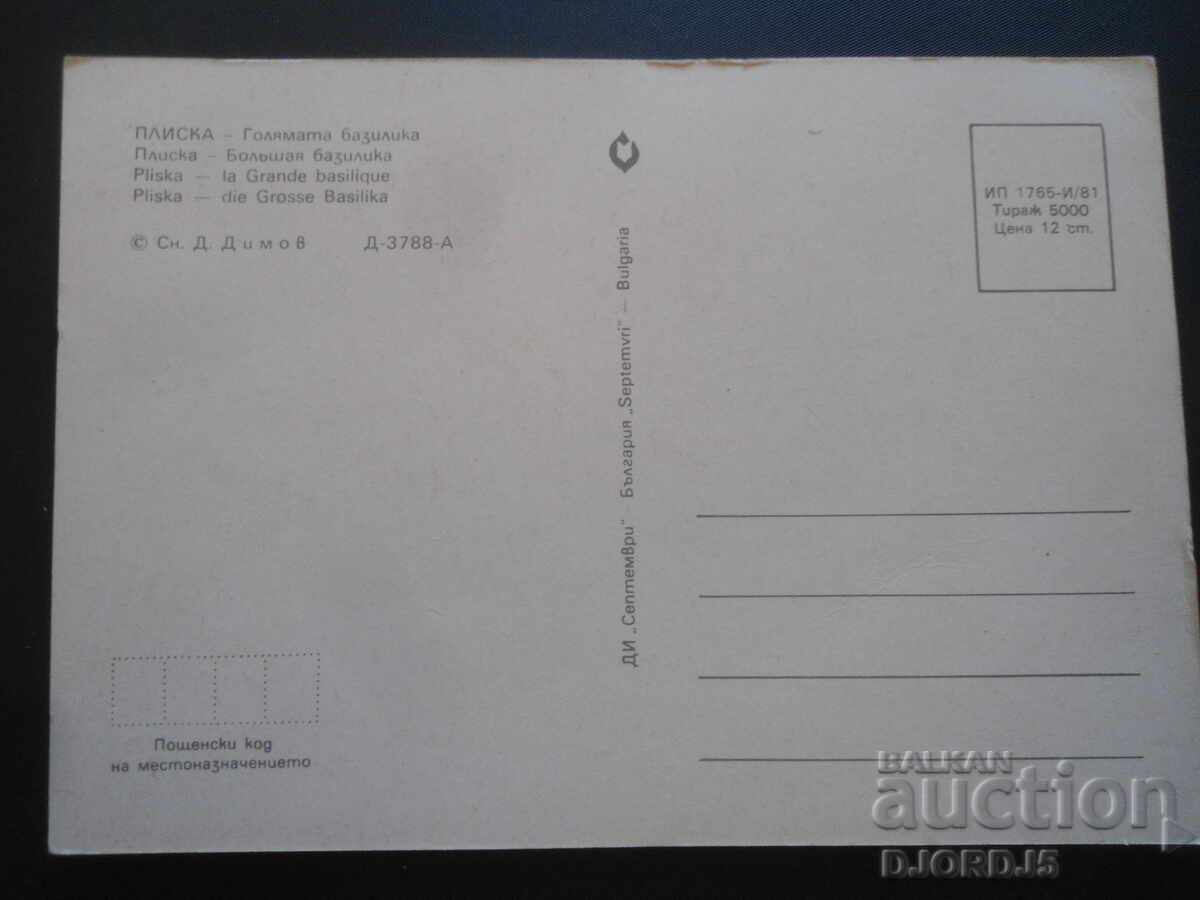 ПЛИСКА – Голямата базилика
Плиска – Большая базилика
Pliska — la Grande basilique
Pliska — die Grosse Basilika
© Сн. Д. Димов Д-3788-А
ДИ „Септември" България „Septemvri" — Bulgaria
ИП 1765-И/81
Тираж 5000
Цена 12 ст.
Пощенски код
на местоназначението
BALKAN
auction
DJORDJ5